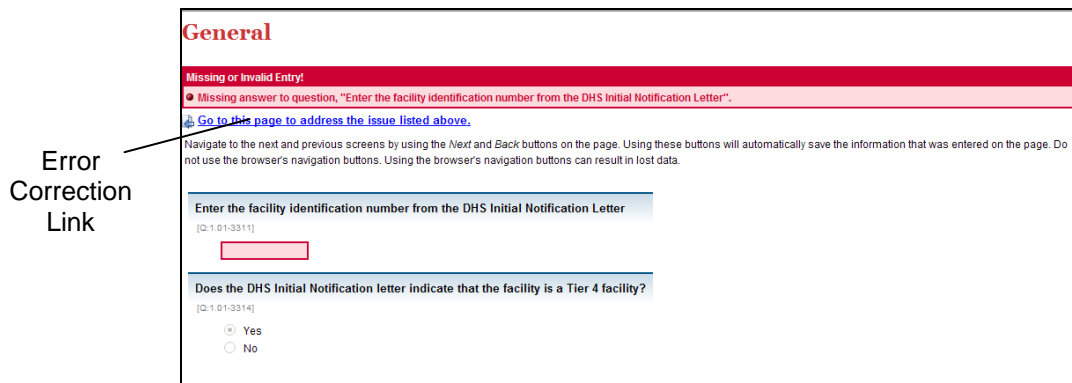 General
Missing or Invalid Entry!
Missing answer to question, "Enter the facility identification number from the DHS Initial Notification Letter".
Go to this page to address the issue listed above.
Navigate to the next and previous screens by using the Next and Back buttons on the page. Using these buttons will automatically save the information that was entered on the page. Do
not use the browser's navigation buttons. Using the browser's navigation buttons can result in lost data.
Error
Correction
Link
Enter the facility identification number from the DHS Initial Notification Letter
[Q:1.01-3311]
Does the DHS Initial Notification letter indicate that the facility is a Tier 4 facility?
[Q:1.01-3314]
Yes
No